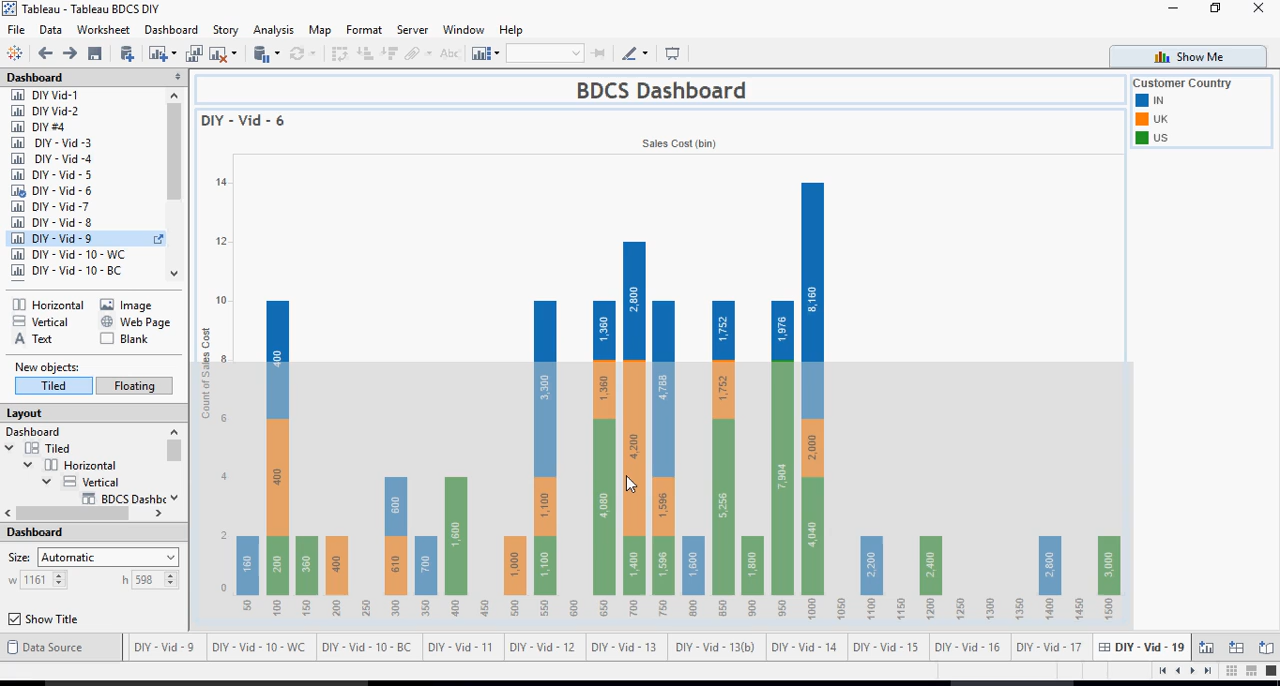 Tableau - Tableau BDCS DIY
File Data Worksheet Dashboard Story Analysis Map Format Server Window Help
Abc
Show Me
Dashboard
DIY Vid-1
DIY Vid-2
DIY #4
DIY - Vid -3
DIY - Vid -4
DIY - Vid - 5
DIY - Vid - 6
DIY - Vid -7
DIY - Vid - 8
DIY - Vid - 9
DIY - Vid - 10 - WC
DIY - Vid - 10 - BC
Horizontal Image
Vertical Web Page
A Text Blank
New objects:
Tiled Floating
Layout
Dashboard
Tiled
Horizontal
Vertical
BDCS Dashbc
Dashboard
Size: Automatic
w 1161 h 598
Show Title
BDCS Dashboard
DIY - Vid - 6
Sales Cost (bin)
Customer Country
IN
UK
US
Count of Sales Cost
14
12
10
8
6
4
2
0
160
400
400
200
360
400
600
610
700
1,600
1,000
3,300
1,100
1,100
1,360
1,360
4,080
2,800
4,200
1,400
4,788
1,596
1,596
1,600
1,752
1,752
5,256
1,800
1,976
7,904
8,160
2,000
4,040
2,200
2,400
2,800
3,000
50 100 150 200 250 300 350 400 450 500 550 600 650 700 750 800 850 900 950 1000 1050 1100 1150 1200 1250 1300 1350 1400 1450 1500
Data Source DIY - Vid - 9 DIY - Vid - 10 - WC DIY - Vid - 10 - BC DIY - Vid - 11 DIY - Vid - 12 DIY - Vid - 13 DIY - Vid - 13(b) DIY - Vid - 14 DIY - Vid - 15 DIY - Vid - 16 DIY - Vid - 17 DIY - Vid - 19